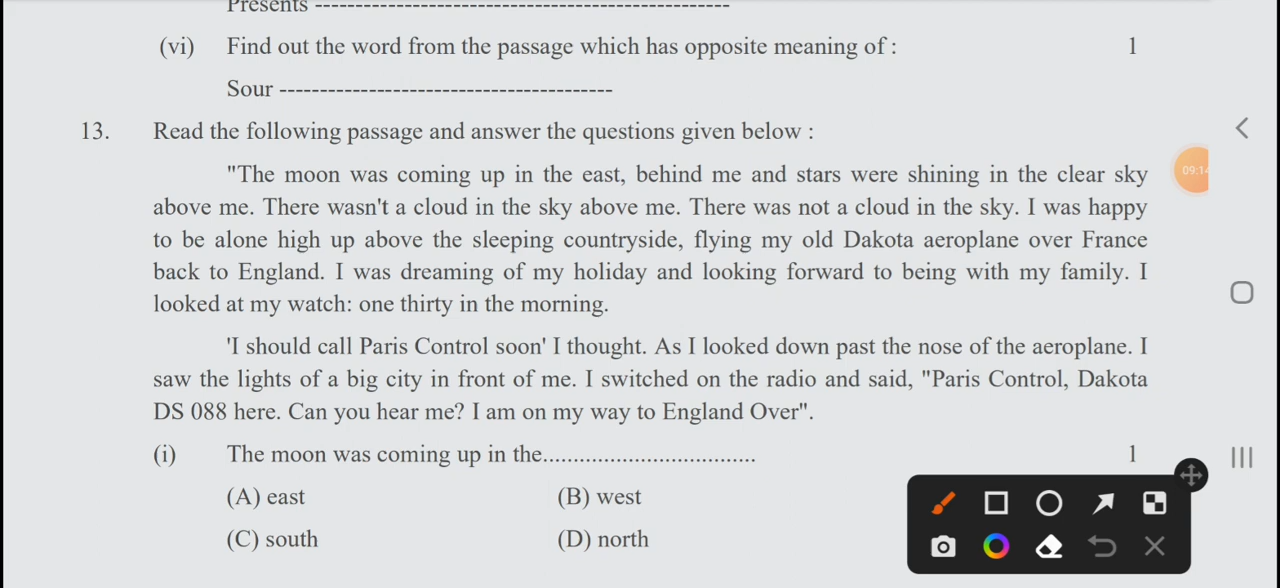 Presents ---------------------------------------------------
(vi) Find out the word from the passage which has opposite meaning of : 1
Sour -----------------------------------------
13. Read the following passage and answer the questions given below :
"The moon was coming up in the east, behind me and stars were shining in the clear sky
above me. There wasn't a cloud in the sky above me. There was not a cloud in the sky. I was happy
to be alone high up above the sleeping countryside, flying my old Dakota aeroplane over France
back to England. I was dreaming of my holiday and looking forward to being with my family. I
looked at my watch: one thirty in the morning.
'I should call Paris Control soon' I thought. As I looked down past the nose of the aeroplane. I
saw the lights of a big city in front of me. I switched on the radio and said, "Paris Control, Dakota
DS 088 here. Can you hear me? I am on my way to England Over".
(i) The moon was coming up in the.................................. 1
(A) east (B) west
(C) south (D) north